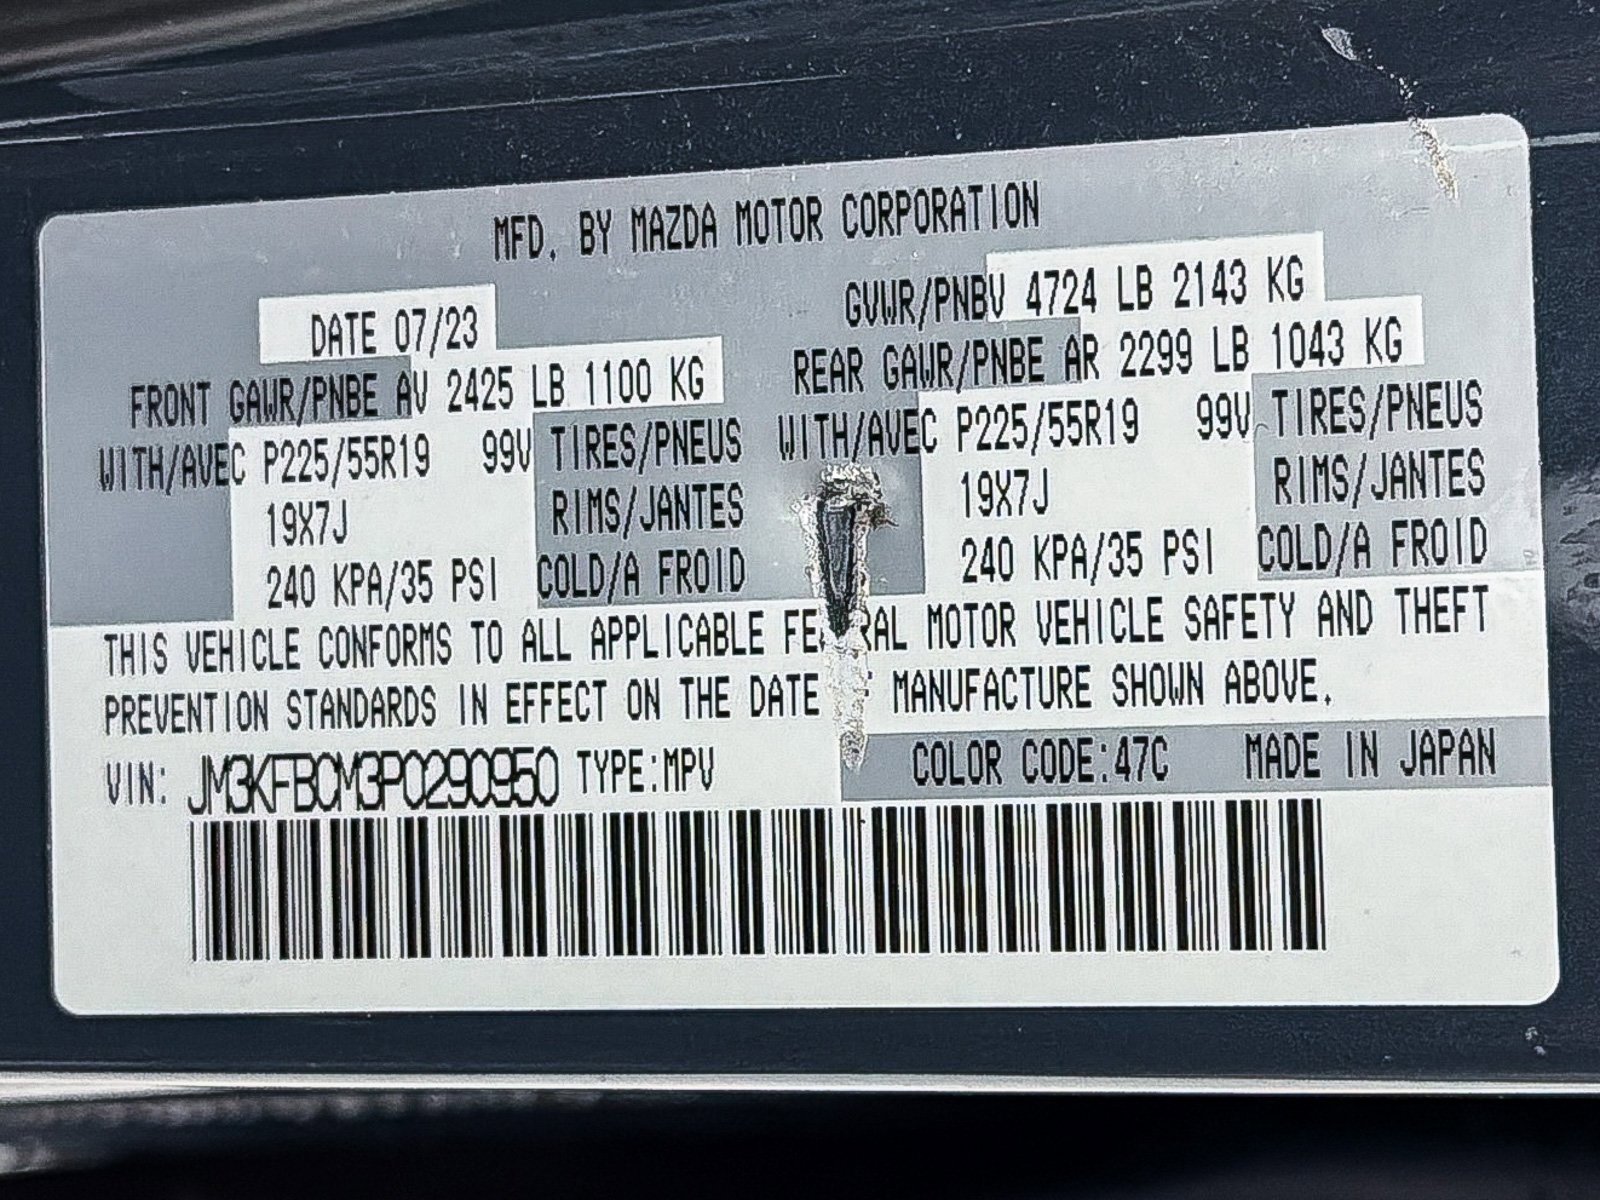 MFD. BY MAZDA MOTOR CORPORATION
DATE 07/23
GVWR/PNBV 4724 LB 2143 KG
FRONT GAWR/PNBE AV 2425 LB 1100 KG
REAR GAWR/PNBE AR 2299 LB 1043 KG
WITH/AVEC P225/55R19 99V TIRES/PNEUS
WITH/AVEC P225/55R19 99V TIRES/PNEUS
19X7J RIMS/JANTES
19X7J RIMS/JANTES
240 KPA/35 PSI COLD/A FROID
240 KPA/35 PSI COLD/A FROID
THIS VEHICLE CONFORMS TO ALL APPLICABLE MOTOR VEHICLE SAFETY AND THEFT
PREVENTION STANDARDS IN EFFECT ON THE DATE MANUFACTURE SHOWN ABOVE.
VIN: JM3KFBCM3P0290950 TYPE:MPV COLOR CODE:47C MADE IN JAPAN